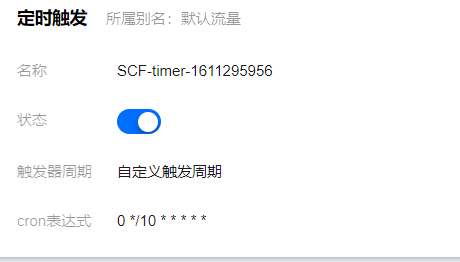 定时触发 所属别名：默认流量
名称 SCF-timer-1611295956
状态
触发器周期 自定义触发周期
cron表达式 0 */10 * * * * *